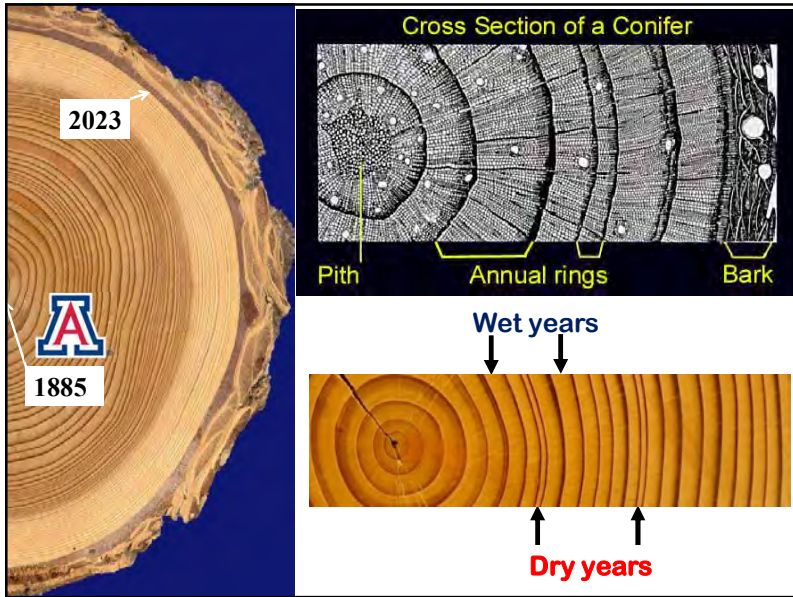 2023
A
1885
Cross Section of a Conifer
Pith
Annual rings
Bark
Wet years
Dry years